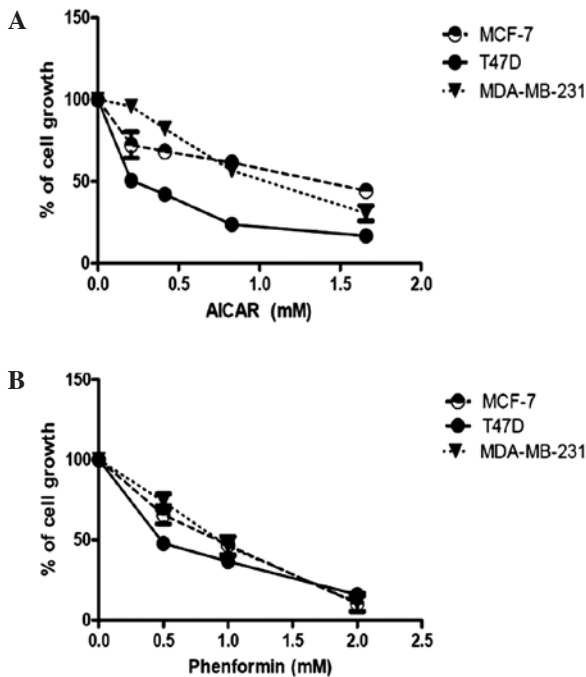 A
% of cell growth
150
100
50
0
0.0 0.5 1.0 1.5 2.0
AICAR (mM)
MCF-7
T47D
MDA-MB-231
B
% of cell growth
150
100
50
0
0.0 0.5 1.0 1.5 2.0 2.5
Phenformin (mM)
MCF-7
T47D
MDA-MB-231